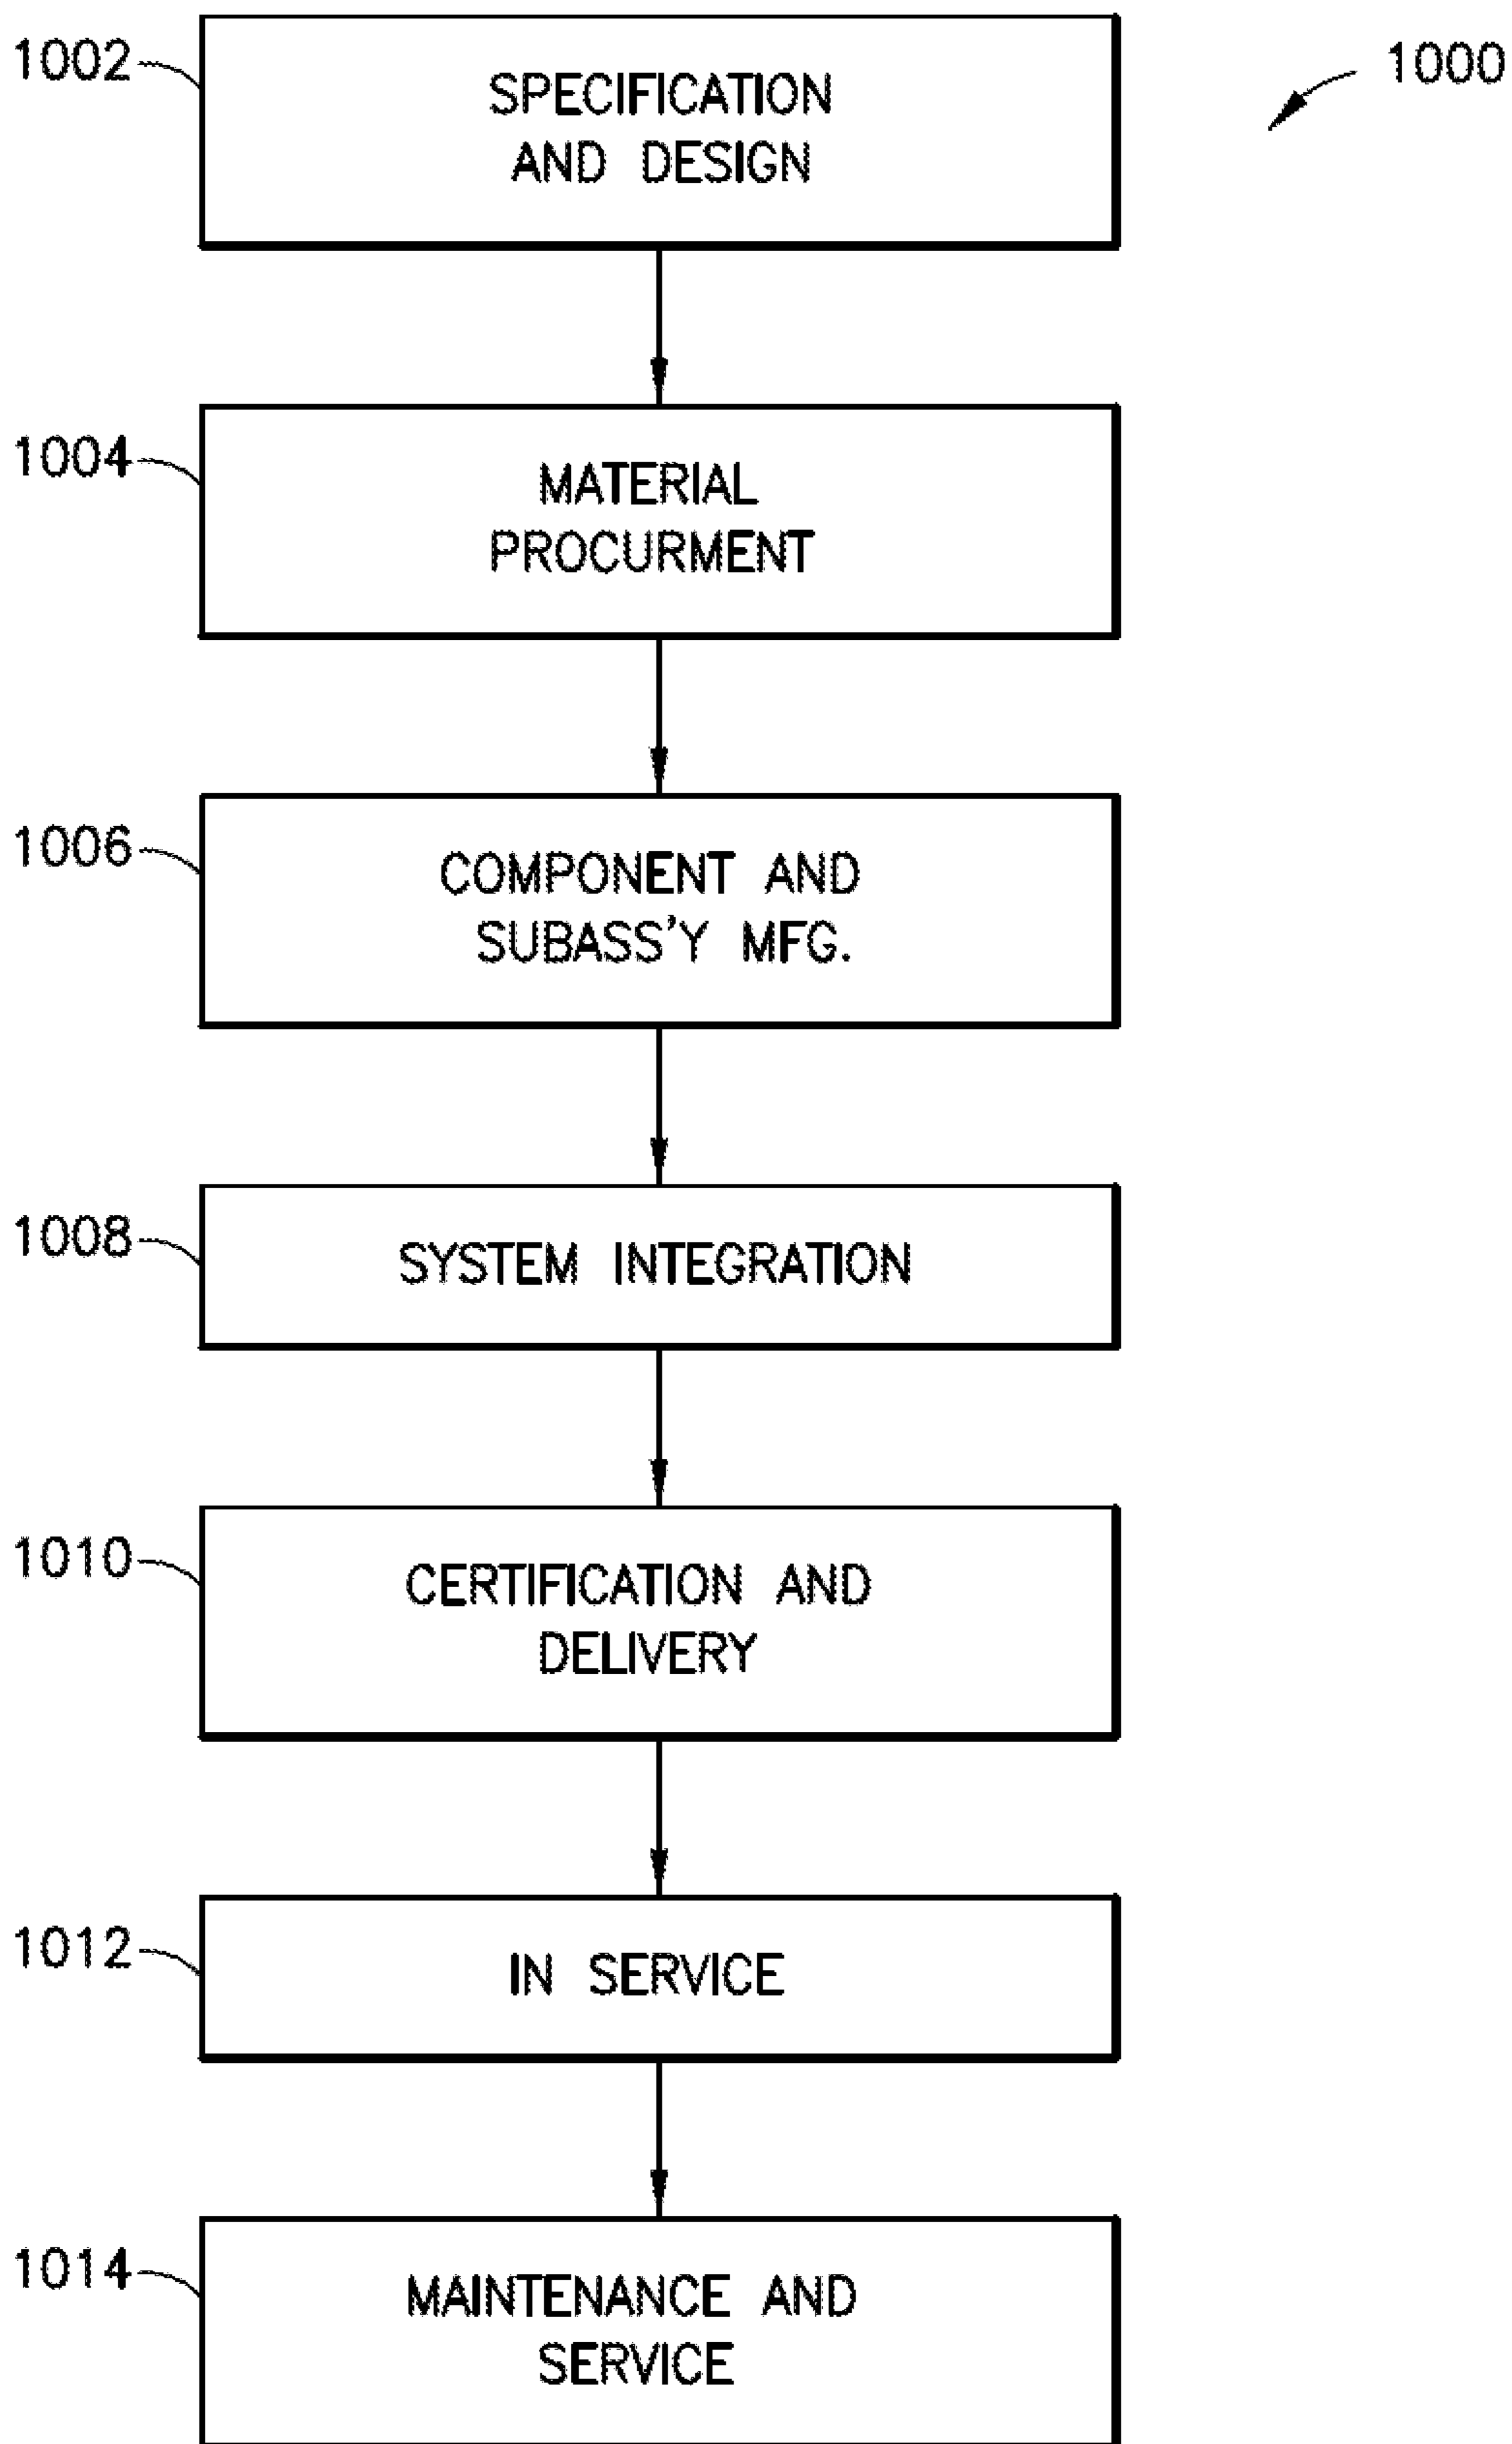 1002
SPECIFICATION
AND DESIGN
1000
1004
MATERIAL
PROCURMENT
1006
COMPONENT AND
SUBASS'Y MFG.
1008
SYSTEM INTEGRATION
1010
CERTIFICATION AND
DELIVERY
1012
IN SERVICE
1014
MAINTENANCE AND
SERVICE